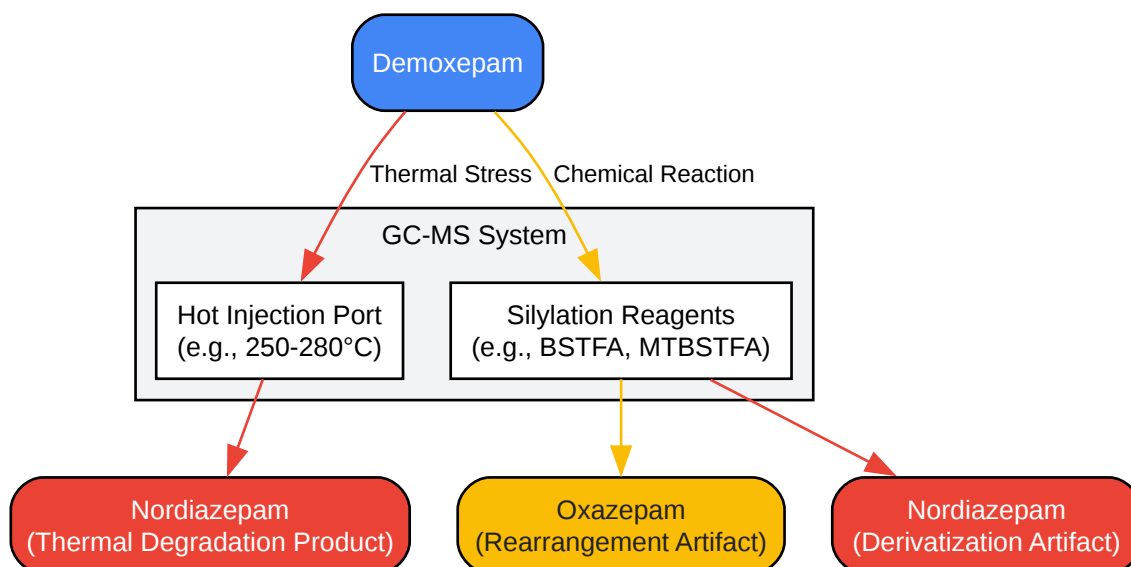 Demoxepam
Thermal Stress
Chemical Reaction
GC-MS System
Hot Injection Port
(e.g., 250-280°C)
Silylation Reagents
(e.g., BSTFA, MTBSTFA)
Nordiazepam
(Thermal Degradation Product)
Oxazepam
(Rearrangement Artifact)
Nordiazepam
(Derivatization Artifact)